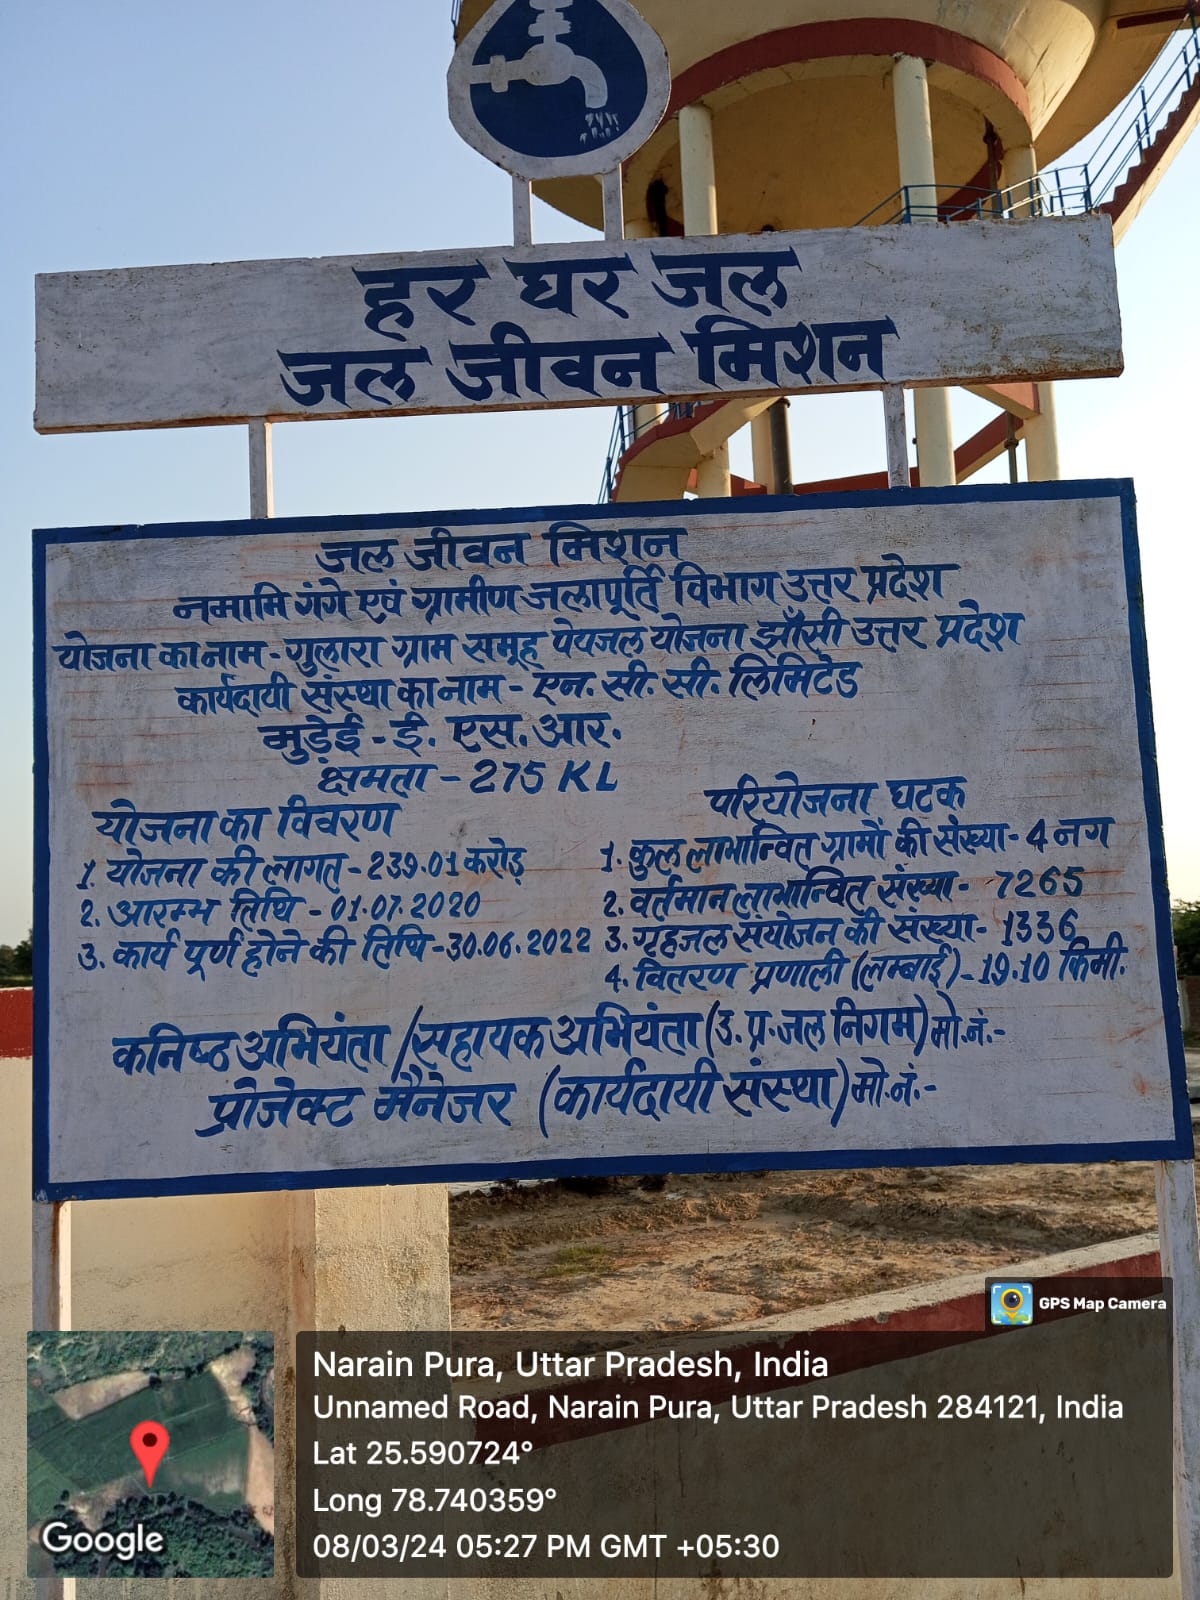 हर घर जल
जल जीवन मिशन
जल जीवन मिशन
नमामि गंगे एवं ग्रामीण जलापूर्ति विभाग उत्तर प्रदेश
योजना का नाम - गुलारा ग्राम समूह पेयजल योजना झाँसी उत्तर प्रदेश
कार्यदायी संस्था का नाम - एन. सी. सी. लिमिटेड
मुड़ेई - ई. एस. आर.
क्षमता - 275 KL
योजना का विवरण
1. योजना की लागत - 239.01 करोड़
2. आरम्भ तिथि - 01.07.2020
3. कार्य पूर्ण होने की तिथि - 30.06.2022
परियोजना घटक
1. कुल लाभान्वित ग्रामों की संख्या - 4 नग
2. वर्तमान लाभान्वित संख्या - 7265
3. गृहजल संयोजन की संख्या - 1336
4. वितरण प्रणाली (लम्बाई) - 19.10 किमी.
कनिष्ठ अभियंता / सहायक अभियंता (उ. प्र. जल निगम) मो. नं. :-
प्रोजेक्ट मैनेजर (कार्यदायी संस्था) मो. नं. :-
GPS Map Camera
Narain Pura, Uttar Pradesh, India
Unnamed Road, Narain Pura, Uttar Pradesh 284121, India
Lat 25.590724°
Long 78.740359°
08/03/24 05:27 PM GMT +05:30
Google